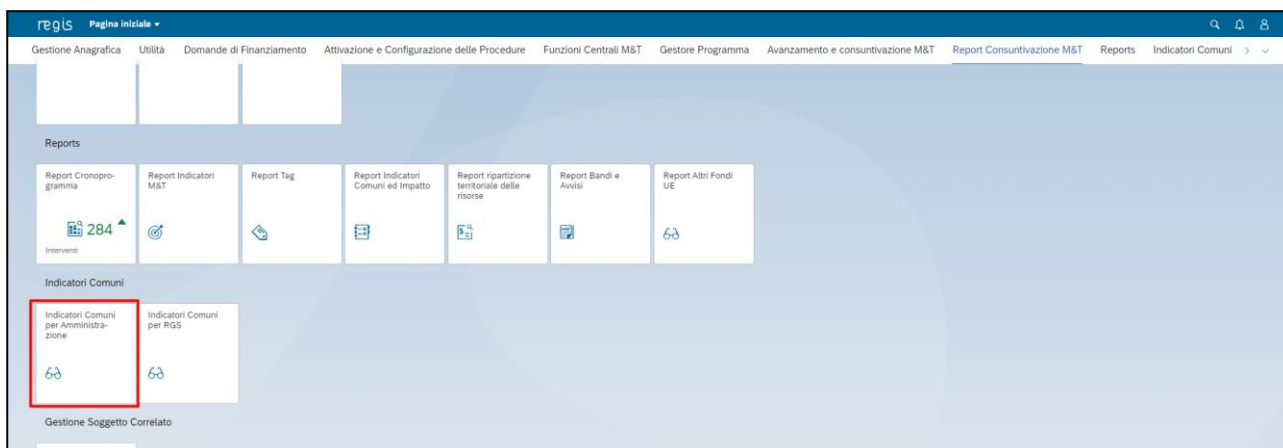 regis Pagina iniziale
Gestione Anagrafica Utilità Domande di Finanziamento Attivazione e Configurazione delle Procedure Funzioni Centrali M&T Gestore Programma Avanzamento e consuntivazione M&T Report Consuntivazione M&T Reports Indicatori Comuni
Reports
Report Cronopro-
gramma
284
Interventi
Report Indicatori
M&T
Report Tag
Report Indicatori
Comuni ed Impatto
Report ripartizione
territoriale delle
risorse
Report Bandi e
Avvisi
Report Altri Fondi
UE
Indicatori Comuni
Indicatori Comuni
per Amministra-
zione
Indicatori Comuni
per RGS
Gestione Soggetto Correlato